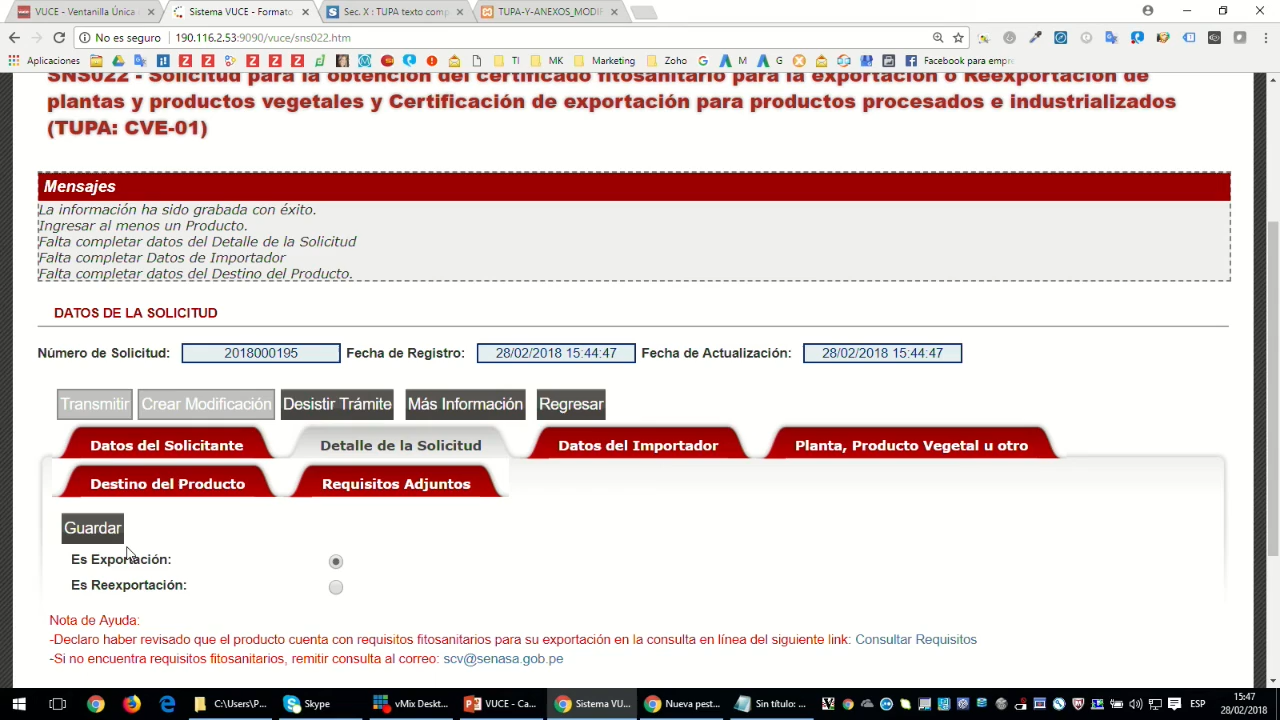 VUCE - Ventanilla Única
Sistema VUCE - Formato
Sec. X : TUPA texto comp
TUPA-Y-ANEXOS_MODIF
No es seguro
190.116.2.53:9090/vuce/sns022.htm
Aplicaciones
TI
MK
Marketing
Zoho
M
G
Facebook para empre
SNS022 - Solicitud para la obtención del certificado fitosanitario para la exportación o Reexportación de
plantas y productos vegetales y Certificación de exportación para productos procesados e industrializados
(TUPA: CVE-01)
Mensajes
La información ha sido grabada con éxito.
Ingresar al menos un Producto.
Falta completar datos del Detalle de la Solicitud
Falta completar Datos de Importador
Falta completar datos del Destino del Producto.
DATOS DE LA SOLICITUD
Número de Solicitud: 2018000195 Fecha de Registro: 28/02/2018 15:44:47 Fecha de Actualización: 28/02/2018 15:44:47
Transmitir Crear Modificación Desistir Trámite Más Información Regresar
Datos del Solicitante Detalle de la Solicitud Datos del Importador Planta, Producto Vegetal u otro
Destino del Producto Requisitos Adjuntos
Guardar
Es Exportación:
Es Reexportación:
Nota de Ayuda:
-Declaro haber revisado que el producto cuenta con requisitos fitosanitarios para su exportación en la consulta en línea del siguiente link: Consultar Requisitos
-Si no encuentra requisitos fitosanitarios, remitir consulta al correo: scv@senasa.gob.pe
C:\Users\P...
Skype
vMix Deskt...
VUCE - Ca...
Sistema VU...
Nueva pest...
Sin título: ...
ESP
15:47
28/02/2018